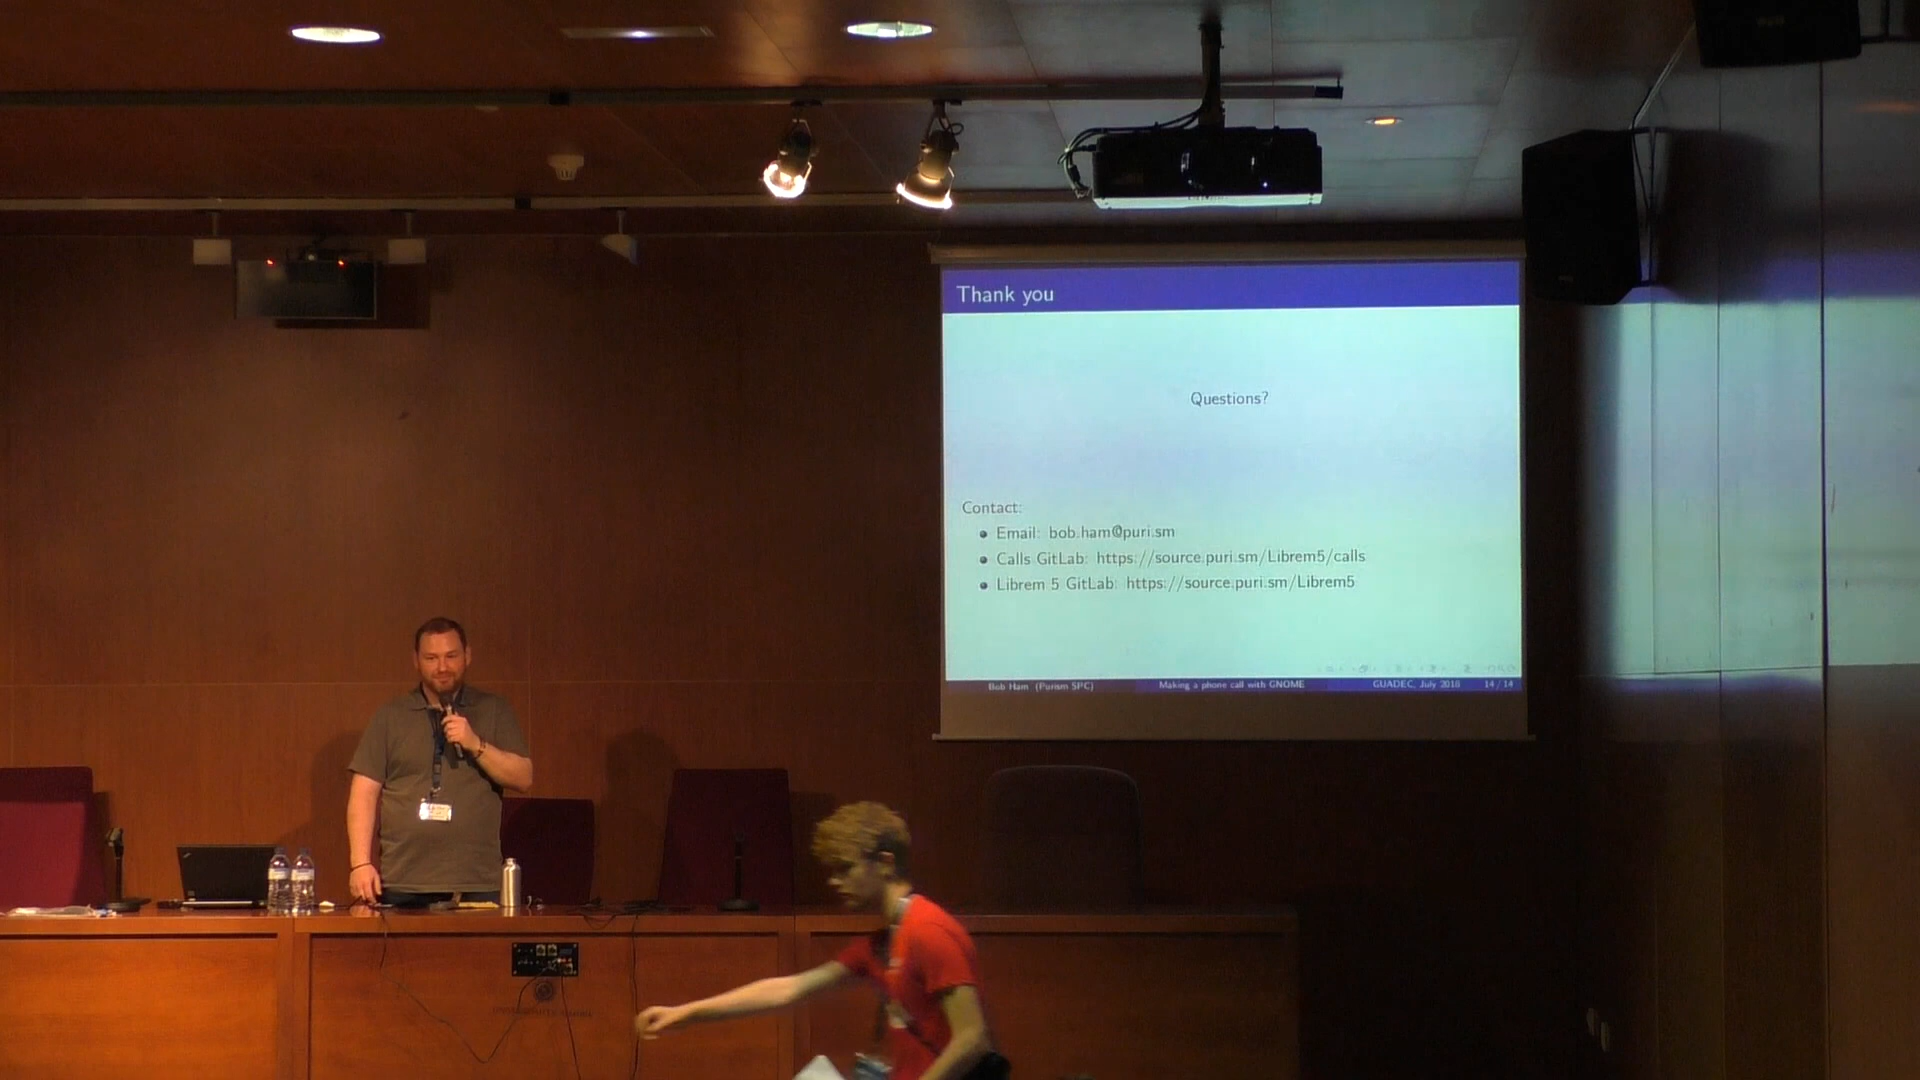 Thank you
Questions?
Contact:
Email: bob.ham@puri.sm
Calls GitLab: https://source.puri.sm/Librem5/calls
Librem 5 GitLab: https://source.puri.sm/Librem5
Bob Ham (Purism SPC) Making a phone call with GNOME GUADEC, July 2018 14 / 14